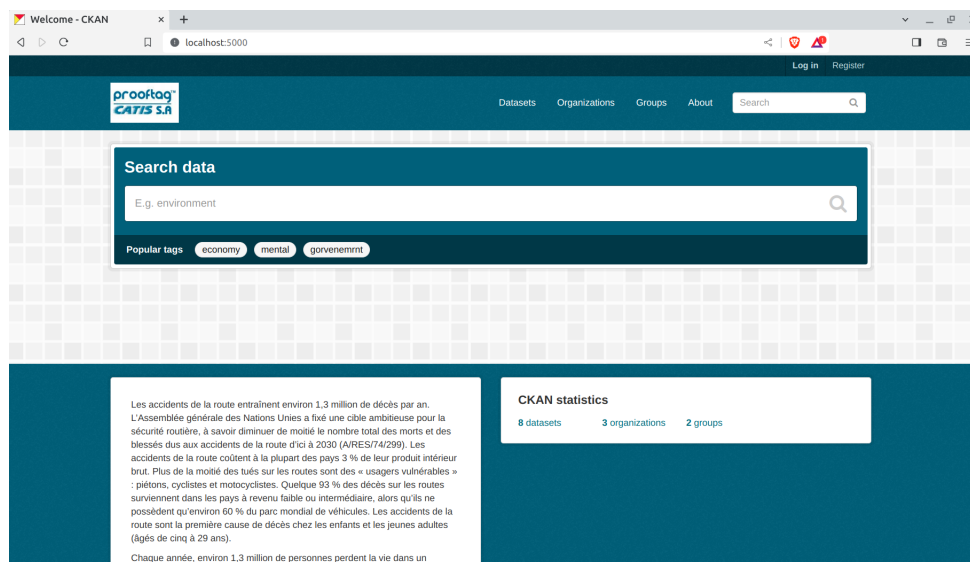 Welcome - CKAN
localhost:5000
Log in Register
prooftag™
CATIS S.A
Datasets Organizations Groups About Search
Search data
E.g. environment
Popular tags economy mental gorvenemrnt
Les accidents de la route entraînent environ 1,3 million de décès par an.
L'Assemblée générale des Nations Unies a fixé une cible ambitieuse pour la
sécurité routière, à savoir diminuer de moitié le nombre total des morts et des
blessés dus aux accidents de la route d'ici à 2030 (A/RES/74/299). Les
accidents de la route coûtent à la plupart des pays 3 % de leur produit intérieur
brut. Plus de la moitié des tués sur les routes sont des « usagers vulnérables »
: piétons, cyclistes et motocyclistes. Quelque 93 % des décès sur les routes
surviennent dans les pays à revenu faible ou intermédiaire, alors qu'ils ne
possèdent qu'environ 60 % du parc mondial de véhicules. Les accidents de la
route sont la première cause de décès chez les enfants et les jeunes adultes
(âgés de cinq à 29 ans).
Chaque année, environ 1,3 million de personnes perdent la vie dans un
CKAN statistics
8 datasets 3 organizations 2 groups